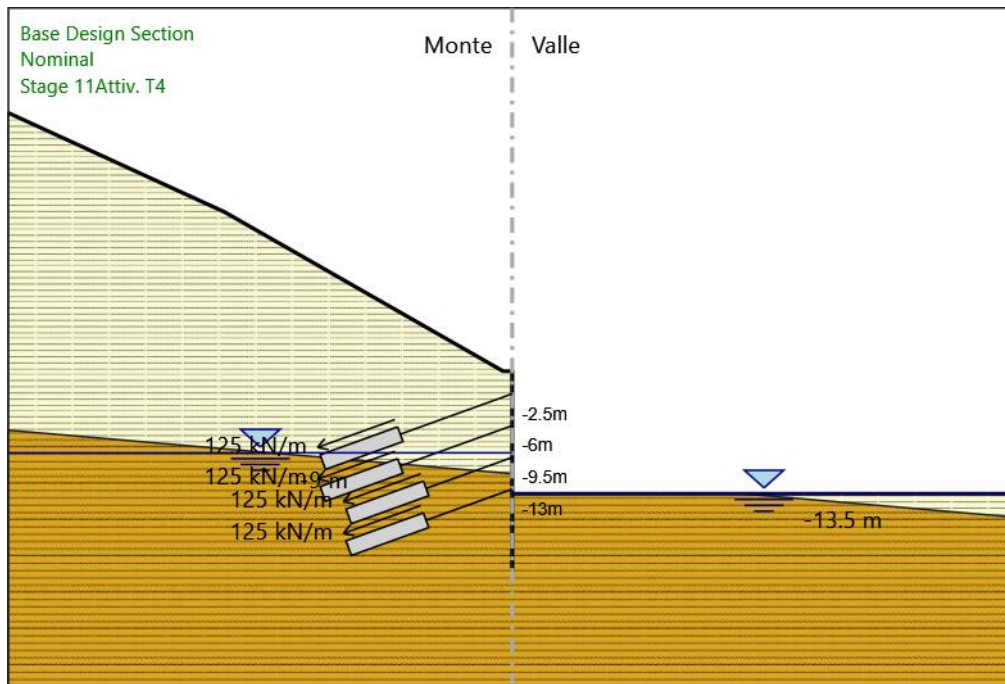 Base Design Section
Nominal
Stage 11Attiv. T4
Monte
Valle
-2.5m
125 kN/m
-6m
125 kN/m
-9 m
-9.5m
125 kN/m
-13m
-13.5 m
125 kN/m